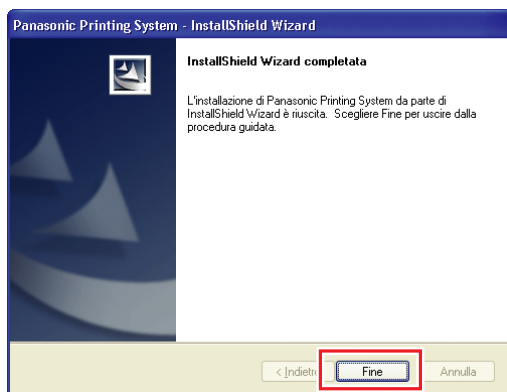 Panasonic Printing System - InstallShield Wizard
InstallShield Wizard completata
L'installazione di Panasonic Printing System da parte di
InstallShield Wizard è riuscita. Scegliere Fine per uscire dalla
procedura guidata.
< Fine Annulla